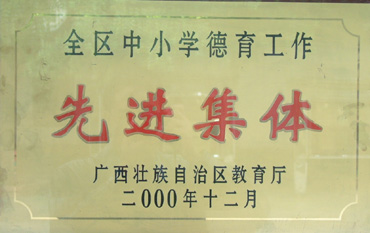 全区中小学德育工作
先进集体
广西壮族自治区教育厅
二000年十二月